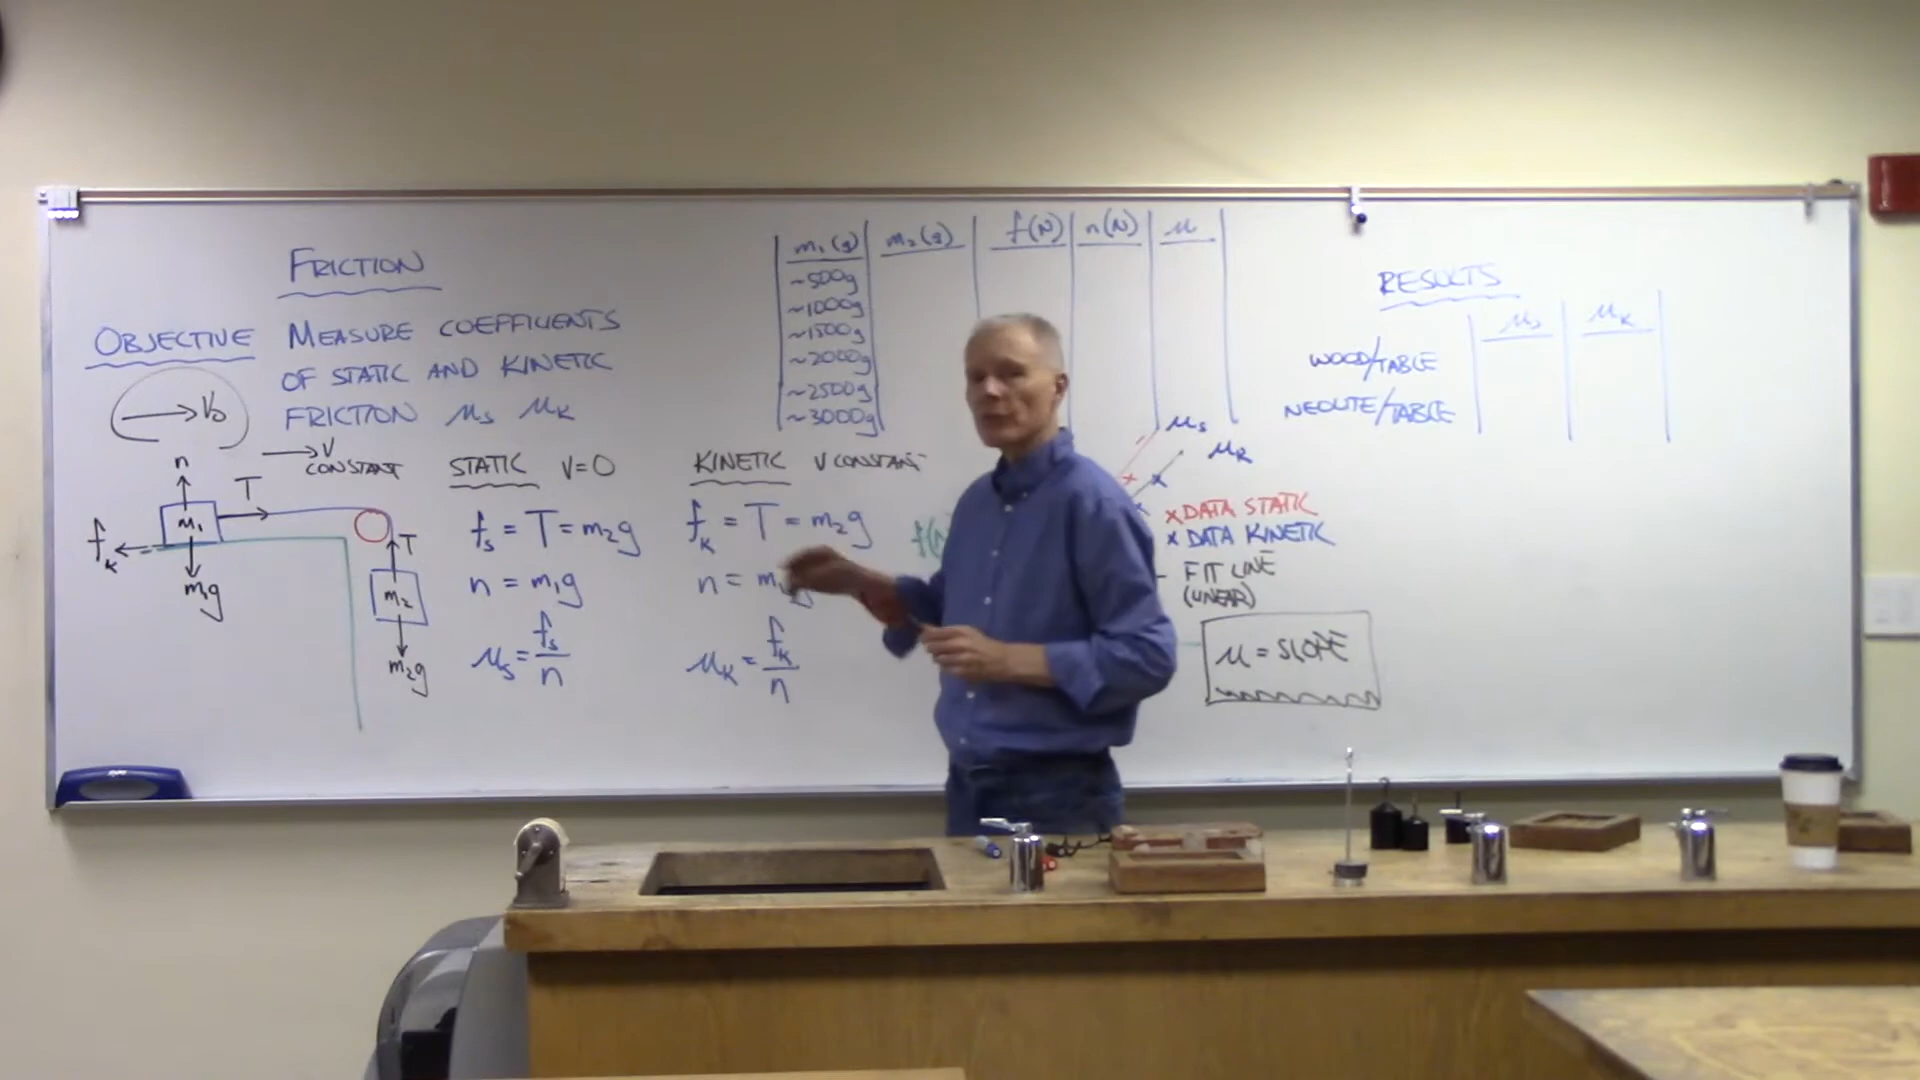 FRICTION
OBJECTIVE MEASURE COEFFICIENTS
OF STATIC AND KINETIC
FRICTION μs μk
→ V₀
→ V
CONSTANT
n
T
m₁
fk
m₁g
T
m₂
m₂g
STATIC V=0
fs = T = m₂g
n = m₁g
μs = fs/n
KINETIC V CONSTANT
fk = T = m₂g
n = m₁g
μk = fk/n
m₁(g) m₂(g) f(N) n(N) μ
~500g
~1000g
~1500g
~2000g
~2500g
~3000g
μs
μk
x DATA STATIC
x DATA KINETIC
- FIT LINE
(LINEAR)
μ = SLOPE
RESULTS
μs μk
WOOD/TABLE
NEOLITE/TABLE